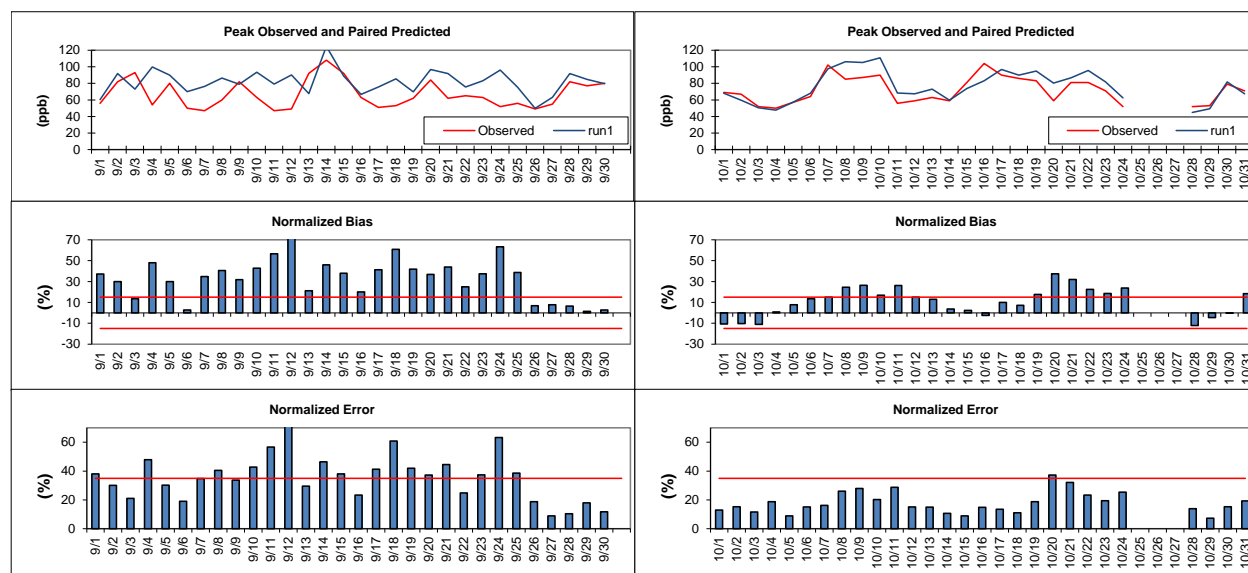 Peak Observed and Paired Predicted
120
100
80
60
40
20
0
(ppb)
Observed
run1
9/1 9/2 9/3 9/4 9/5 9/6 9/7 9/8 9/9 9/10 9/11 9/12 9/13 9/14 9/15 9/16 9/17 9/18 9/19 9/20 9/21 9/22 9/23 9/24 9/25 9/26 9/27 9/28 9/29 9/30
Normalized Bias
70
50
30
10
-10
-30
(%)
9/1 9/2 9/3 9/4 9/5 9/6 9/7 9/8 9/9 9/10 9/11 9/12 9/13 9/14 9/15 9/16 9/17 9/18 9/19 9/20 9/21 9/22 9/23 9/24 9/25 9/26 9/27 9/28 9/29 9/30
Normalized Error
60
40
20
0
(%)
9/1 9/2 9/3 9/4 9/5 9/6 9/7 9/8 9/9 9/10 9/11 9/12 9/13 9/14 9/15 9/16 9/17 9/18 9/19 9/20 9/21 9/22 9/23 9/24 9/25 9/26 9/27 9/28 9/29 9/30
Peak Observed and Paired Predicted
120
100
80
60
40
20
0
(ppb)
Observed
run1
10/1 10/2 10/3 10/4 10/5 10/6 10/7 10/8 10/9 10/10 10/11 10/12 10/13 10/14 10/15 10/16 10/17 10/18 10/19 10/20 10/21 10/22 10/23 10/24 10/25 10/26 10/27 10/28 10/29 10/30 10/31
Normalized Bias
70
50
30
10
-10
-30
(%)
10/1 10/2 10/3 10/4 10/5 10/6 10/7 10/8 10/9 10/10 10/11 10/12 10/13 10/14 10/15 10/16 10/17 10/18 10/19 10/20 10/21 10/22 10/23 10/24 10/25 10/26 10/27 10/28 10/29 10/30 10/31
Normalized Error
60
40
20
0
(%)
10/1 10/2 10/3 10/4 10/5 10/6 10/7 10/8 10/9 10/10 10/11 10/12 10/13 10/14 10/15 10/16 10/17 10/18 10/19 10/20 10/21 10/22 10/23 10/24 10/25 10/26 10/27 10/28 10/29 10/30 10/31